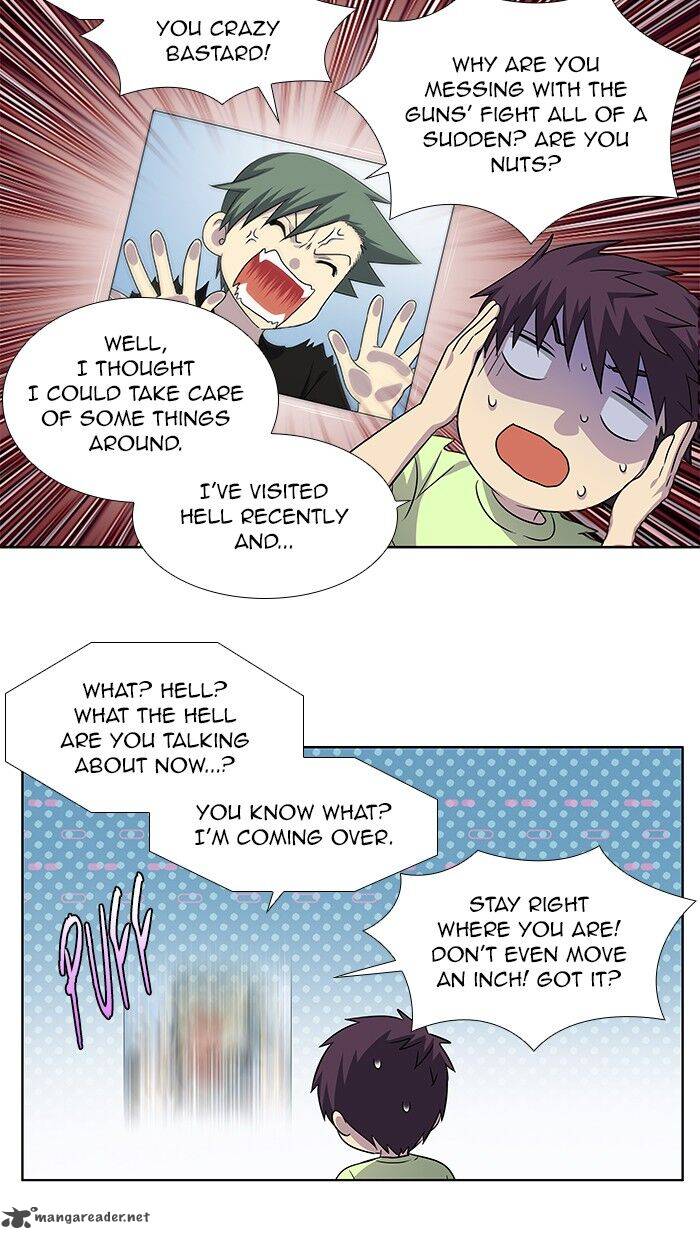 YOU CRAZY
BASTARD!
WHY ARE YOU
MESSING WITH THE
GUNS' FIGHT ALL OF A
SUDDEN? ARE YOU
NUTS?
WELL,
I THOUGHT
I COULD TAKE CARE
OF SOME THINGS
AROUND.
I'VE VISITED
HELL RECENTLY
AND...
WHAT? HELL?
WHAT THE HELL
ARE YOU TALKING
ABOUT NOW...?
YOU KNOW WHAT?
I'M COMING OVER.
STAY RIGHT
WHERE YOU ARE!
DON'T EVEN MOVE
AN INCH! GOT IT?
PUFF
mangareader.net